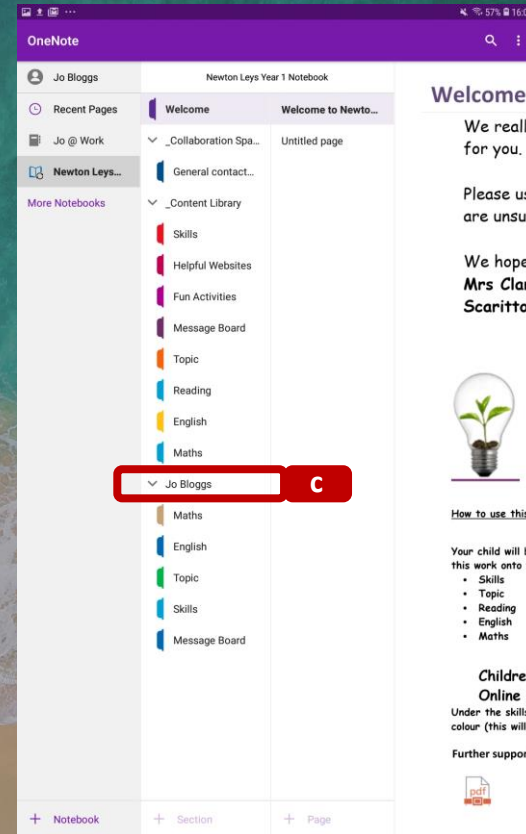 57% 16:0
OneNote
Jo Bloggs
Recent Pages
Jo @ Work
Newton Leys...
More Notebooks
Newton Leys Year 1 Notebook
Welcome
_Collaboration Spa...
General contact...
_Content Library
Skills
Helpful Websites
Fun Activities
Message Board
Topic
Reading
English
Maths
Jo Bloggs
C
Maths
English
Topic
Skills
Message Board
Welcome to Newto...
Untitled page
Welcome
We reall
for you.
Please us
are unsu
We hope
Mrs Clar
Scaritto
How to use this
Your child will
this work onto
• Skills
• Topic
• Reading
• English
• Maths
Childre
Online
Under the skills
colour (this will
Further suppor
pdf
+ Notebook
+ Section
+ Page